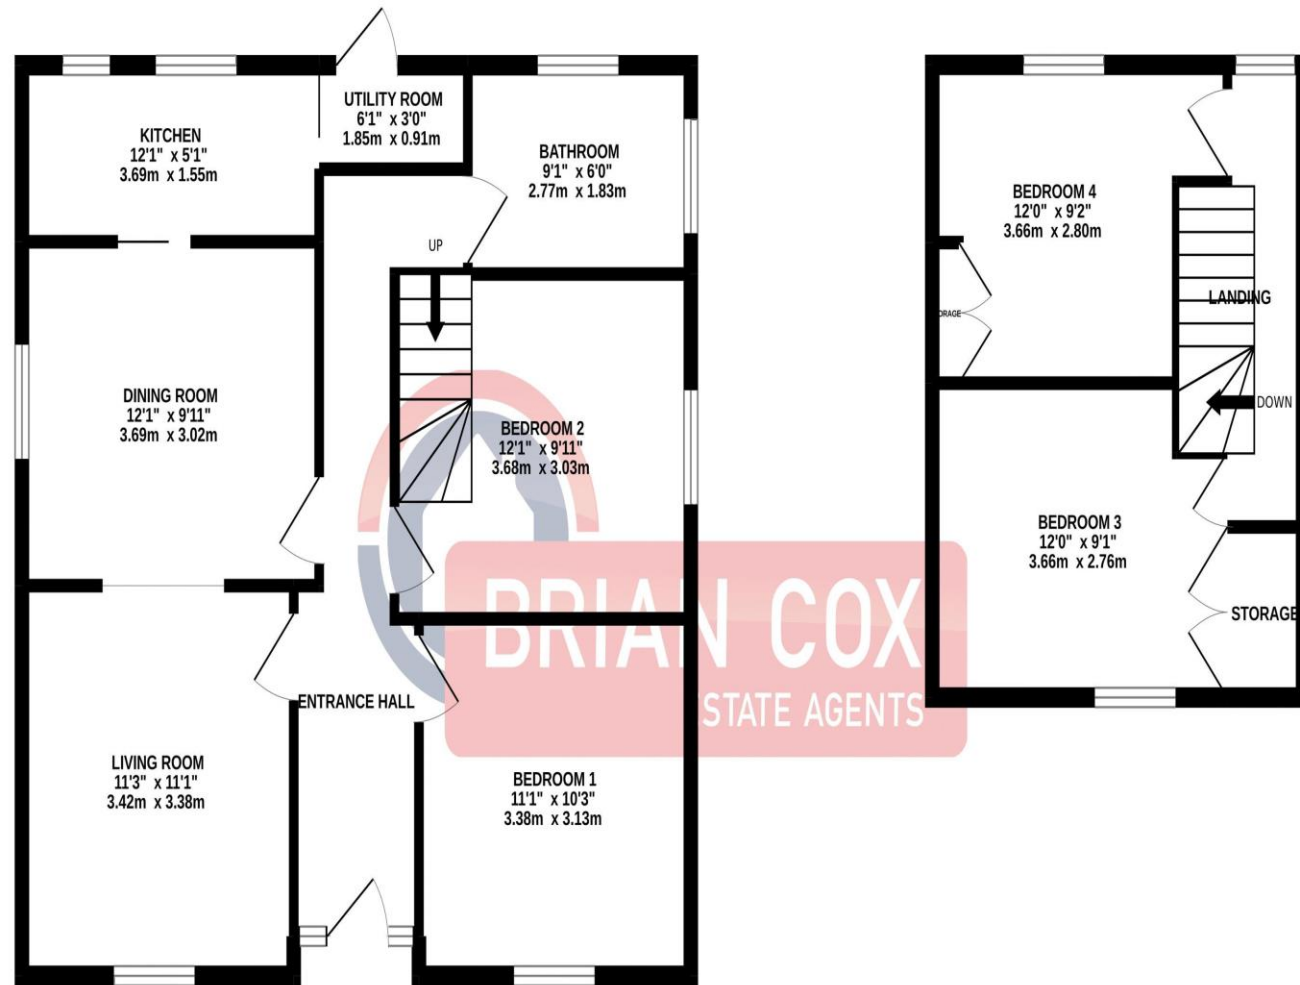 KITCHEN
12'1" x 5'1"
3.69m x 1.55m
UTILITY ROOM
6'1" x 3'0"
1.85m x 0.91m
BATHROOM
9'1" x 6'0"
2.77m x 1.83m
UP
DINING ROOM
12'1" x 9'11"
3.69m x 3.02m
BEDROOM 2
12'1" x 9'11"
3.68m x 3.03m
ENTRANCE HALL
LIVING ROOM
11'3" x 11'1"
3.42m x 3.38m
BEDROOM 1
11'1" x 10'3"
3.38m x 3.13m
BRIAN COX
STATE AGENTS
BEDROOM 4
12'0" x 9'2"
3.66m x 2.80m
ORAGE
LANDING
DOWN
BEDROOM 3
12'0" x 9'1"
3.66m x 2.76m
STORAGE